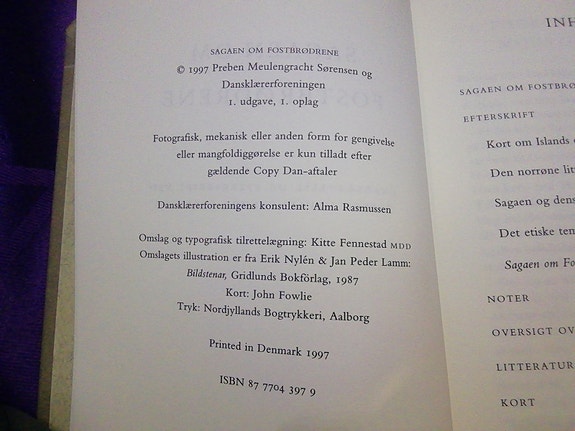 SAGAEN OM FOSTBRØDRENE
© 1997 Preben Meulengracht Sørensen og
Dansklærerforeningen
1. udgave, 1. oplag
Fotografisk, mekanisk eller anden form for gengivelse
eller mangfoldiggørelse er kun tilladt efter
gældende Copy Dan-aftaler
Dansklærerforeningens konsulent: Alma Rasmussen
Omslag og typografisk tilrettelægning: Kitte Fennestad MDD
Omslagets illustration er fra Erik Nylén & Jan Peder Lamm:
Bildstenar, Gridlunds Bokförlag, 1987
Kort: John Fowlie
Tryk: Nordjyllands Bogtrykkeri, Aalborg
Printed in Denmark 1997
ISBN 87 7704 397 9
INH
SAGAEN OM FOSTBRØ
EFTERSKRIFT
Kort om Islands
Den norrøne lit
Sagaen og dens
Det etiske tem
Sagaen om Fo
NOTER
OVERSIGT OV
LITTERATUR
KORT